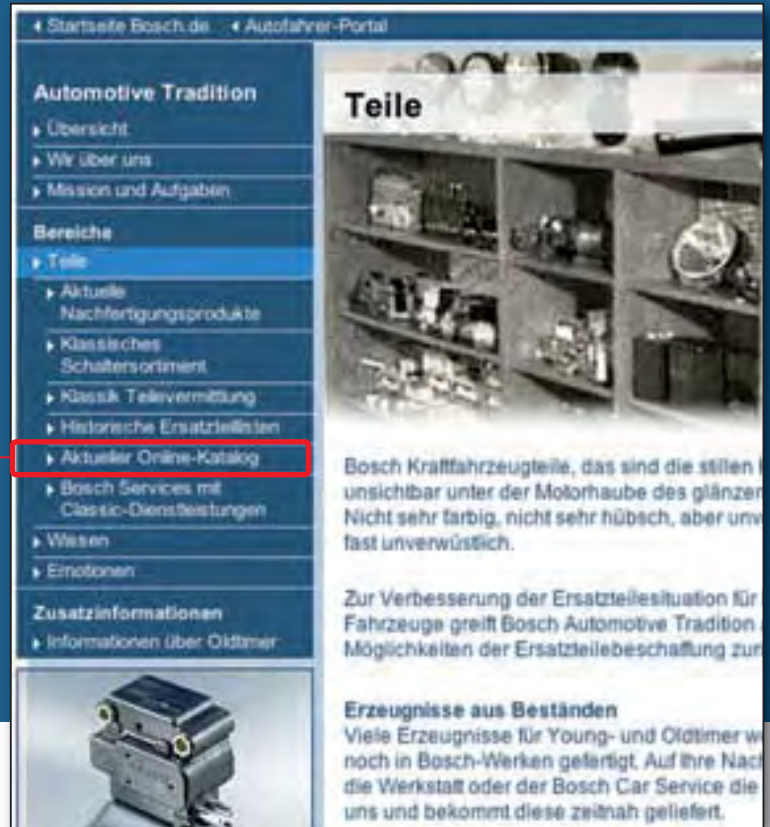 Startseite Bosch.de Autofahrer-Portal
Automotive Tradition
Übersicht
Wir über uns
Mission und Aufgaben
Bereiche
Teile
Aktuelle
Nachfertigungsprodukte
Klassisches
Schaltersortiment
Klassik Teilevermittlung
Historische Ersatzteillisten
Aktueller Online-Katalog
Bosch Services mit
Classic-Dienstleistungen
Wissen
Emotionen
Zusatzinformationen
Informationen über Oldtimer
Teile
Bosch Kraftfahrzeugteile, das sind die stillen
unsichtbar unter der Motorhaube des glänzen
Nicht sehr farbig, nicht sehr hübsch, aber unv
fast unverwüstlich.
Zur Verbesserung der Ersatzteilesituation für
Fahrzeuge greift Bosch Automotive Tradition
Möglichkeiten der Ersatzteilebeschaffung zur
Erzeugnisse aus Beständen
Viele Erzeugnisse für Young- und Oldtimer we
noch in Bosch-Werken gefertigt. Auf Ihre Nach
die Werkstatt oder der Bosch Car Service die
uns und bekommt diese zeitnah geliefert.